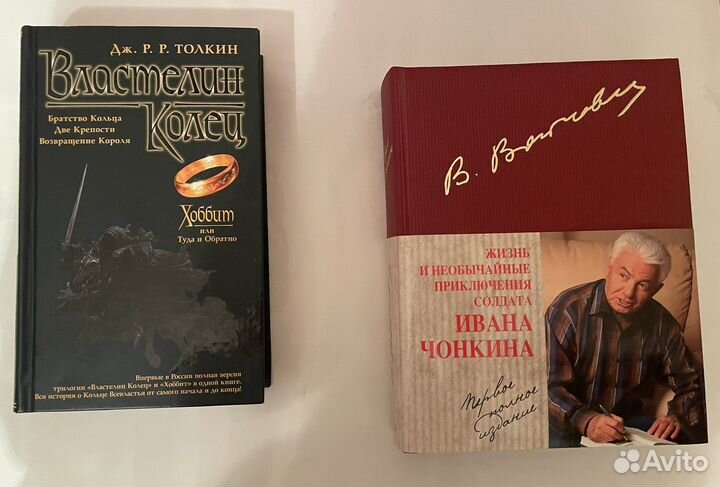 Дж. Р. Р. ТОЛКИН
Властелин
Колец
Братство Кольца
Две Крепости
Возвращение Короля
Хоббит
или
Туда и Обратно
Впервые в России полная версия
трилогии «Властелин Колец» и «Хоббит» в одной книге.
Вся история о Кольце Всевластья от самого начала и до конца!
В. Войнович
ЖИЗНЬ
И НЕОБЫЧАЙНЫЕ
ПРИКЛЮЧЕНИЯ
СОЛДАТА
ИВАНА
ЧОНКИНА
Первое
полное
издание
Avito